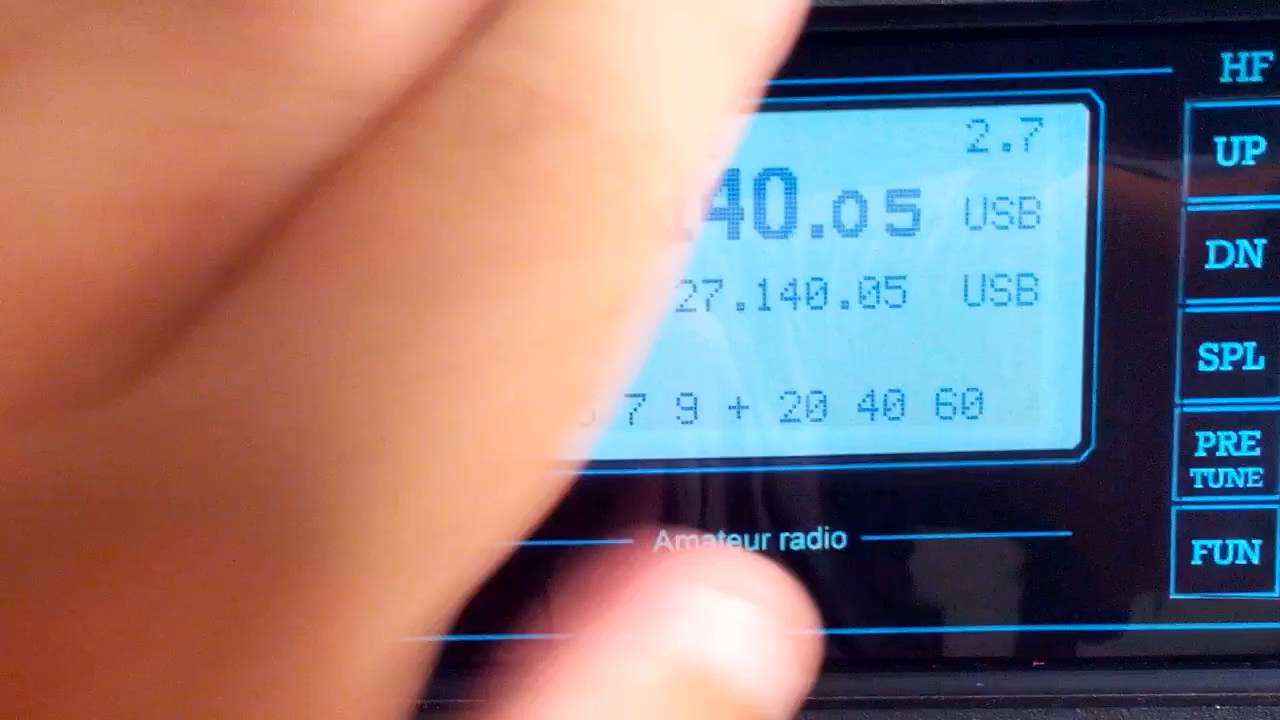 HF
2.7
40.05 USB
27.140.05 USB
7 9 + 20 40 60
UP
DN
SPL
PRE
TUNE
FUN
Amateur radio